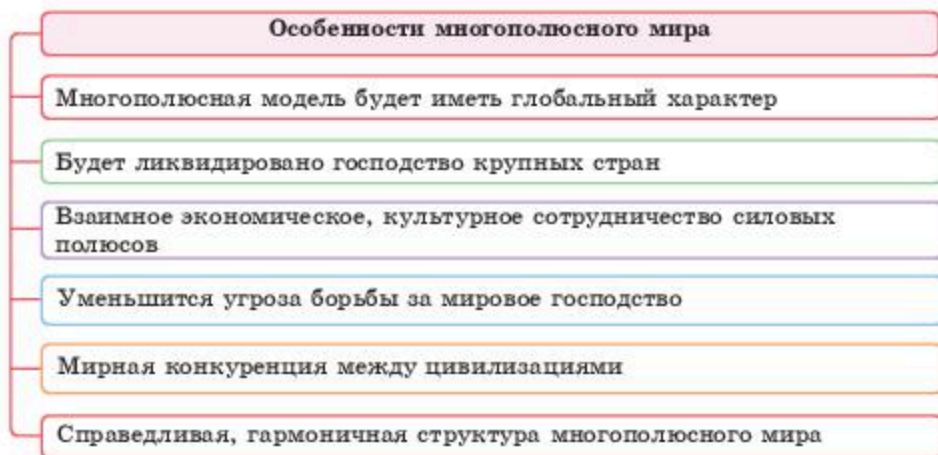 Особенности многополюсного мира
Многополюсная модель будет иметь глобальный характер
Будет ликвидировано господство крупных стран
Взаимное экономическое, культурное сотрудничество силовых
полюсов
Уменьшится угроза борьбы за мировое господство
Мирная конкуренция между цивилизациями
Справедливая, гармоничная структура многополюсного мира